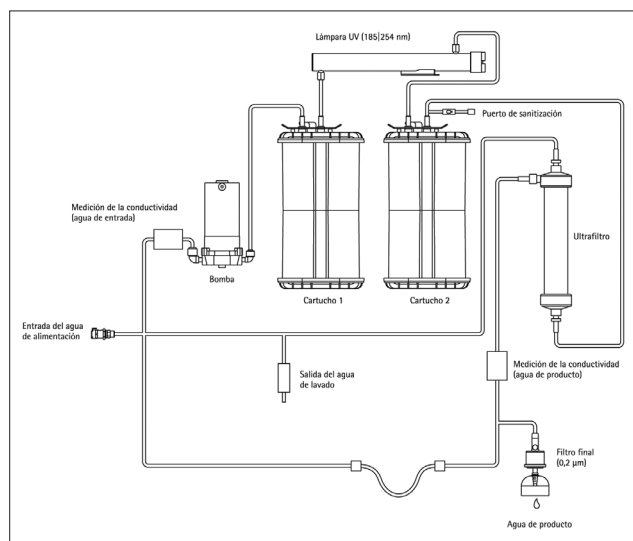 Lámpara UV (185|254 nm)
Puerto de sanitización
Medición de la conductividad
(agua de entrada)
Ultrafiltro
Bomba
Cartucho 1
Cartucho 2
Entrada del agua
de alimentación
Salida del agua
de lavado
Medición de la conductividad
(agua de producto)
Filtro final
(0,2 µm)
Agua de producto